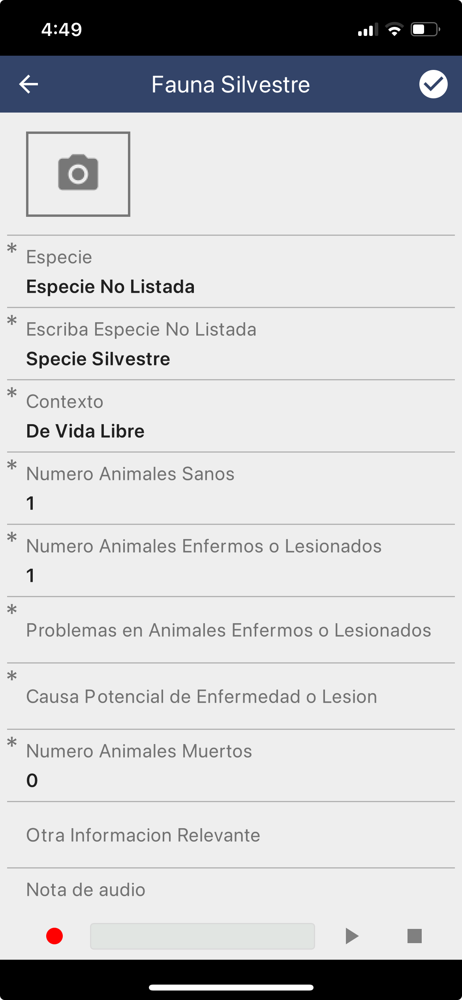 4:49
Fauna Silvestre
* Especie
Especie No Listada
* Escriba Especie No Listada
Specie Silvestre
* Contexto
De Vida Libre
* Numero Animales Sanos
1
* Numero Animales Enfermos o Lesionados
1
* Problemas en Animales Enfermos o Lesionados
* Causa Potencial de Enfermedad o Lesion
* Numero Animales Muertos
0
Otra Informacion Relevante
Nota de audio